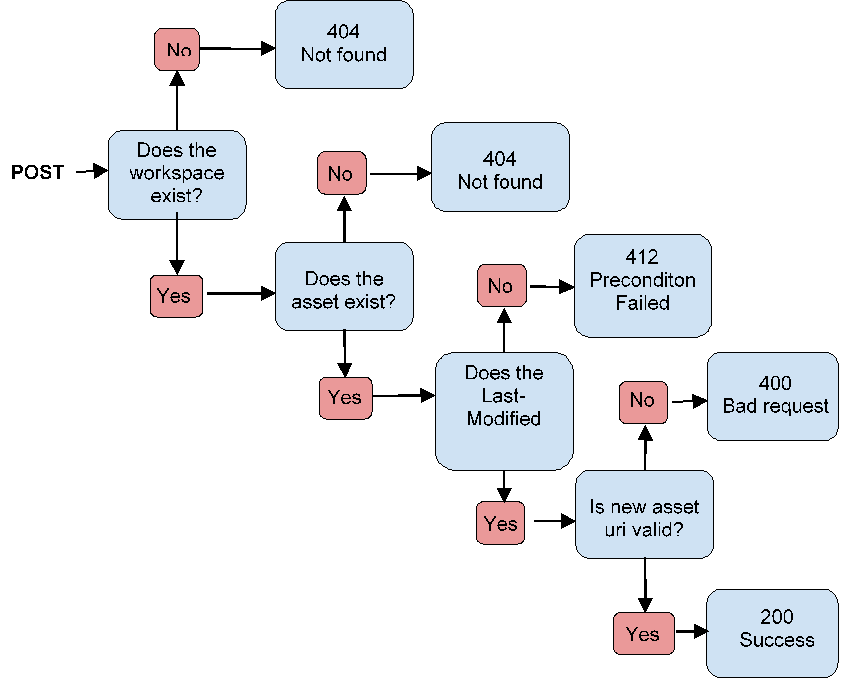 404
Not found
No
POST
Does the
workspace
exist?
404
Not found
No
Yes
Does the
asset exist?
412
Preconditon
Failed
No
Yes
Does the
Last-
Modified
400
Bad request
No
Yes
Is new asset
uri valid?
200
Success
Yes